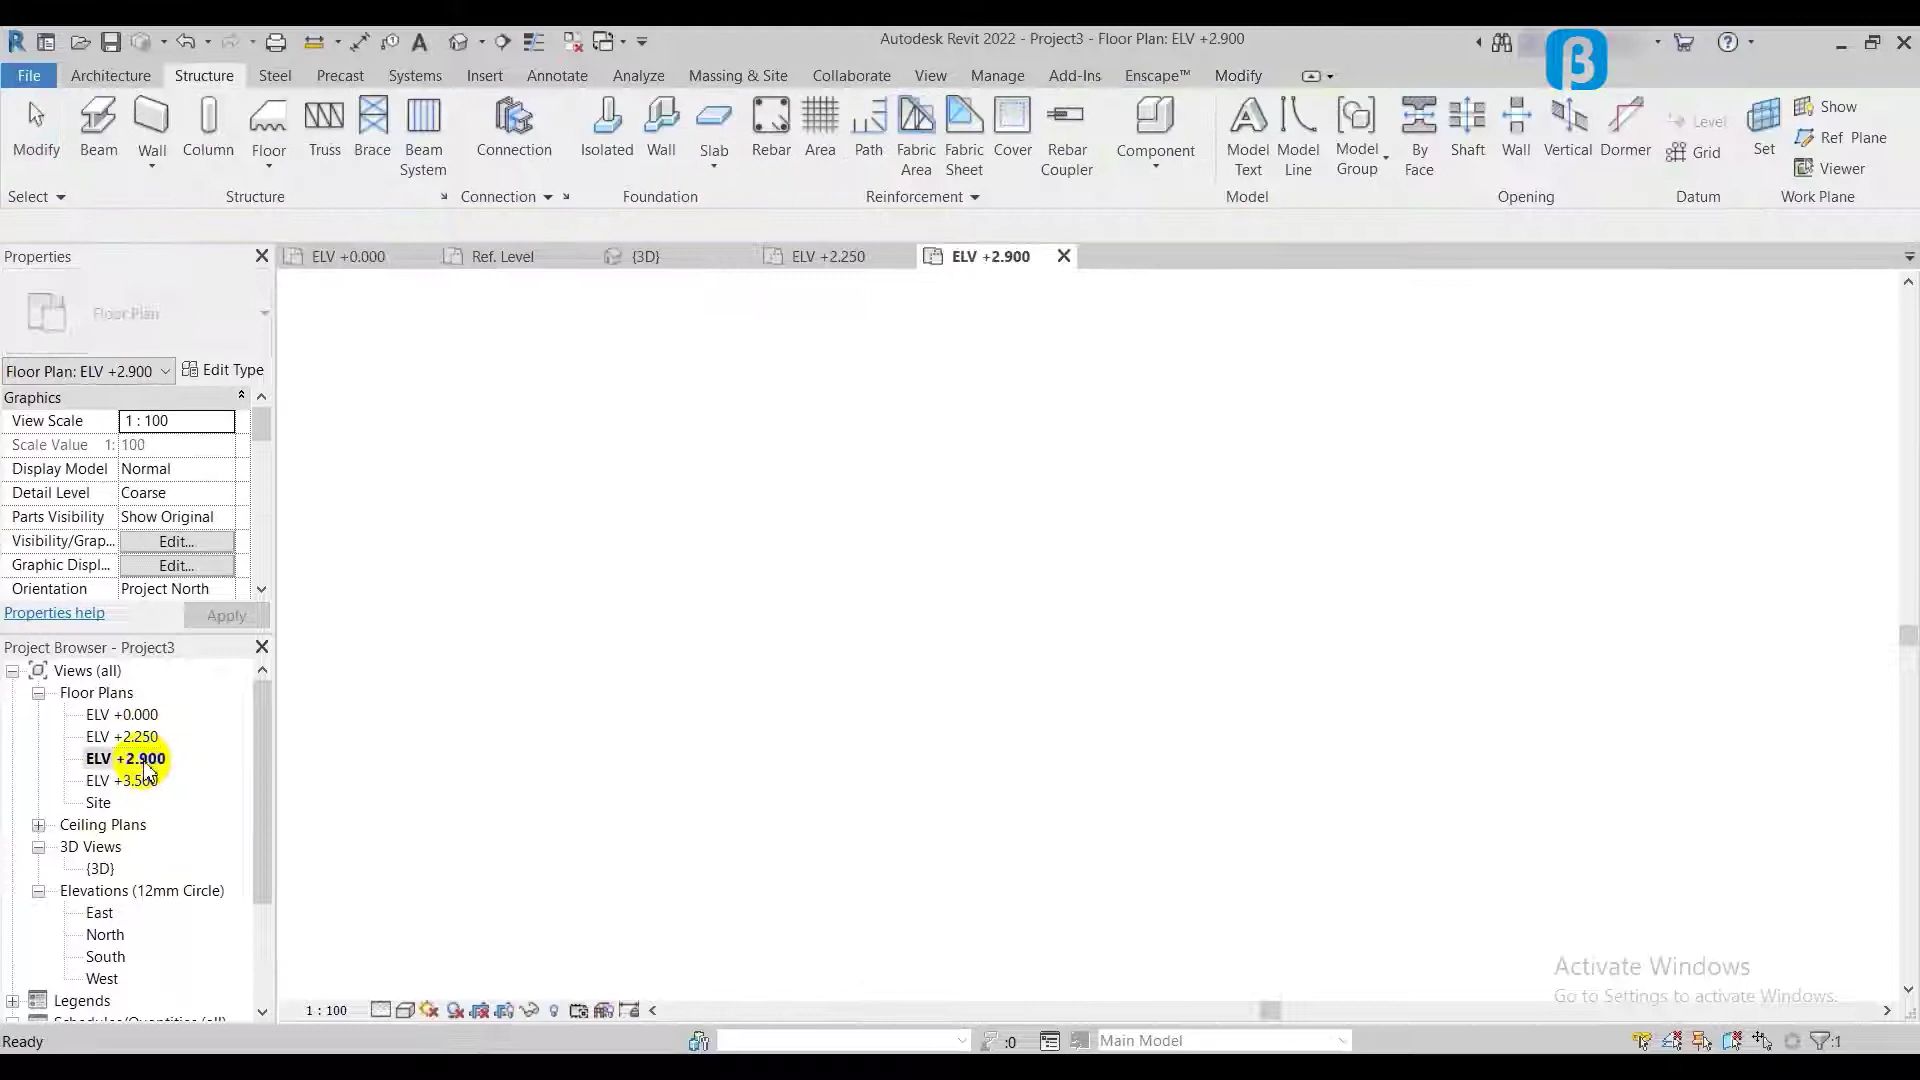 Autodesk Revit 2022 - Project3 - Floor Plan: ELV +2.900
File Architecture Structure Steel Precast Systems Insert Annotate Analyze Massing & Site Collaborate View Manage Add-Ins Enscape™ Modify
Modify Beam Wall Column Floor Truss Brace Beam System Connection Isolated Wall Slab Rebar Area Path Fabric Area Fabric Sheet Cover Rebar Coupler Component Model Text Model Line Model Group By Face Shaft Wall Vertical Dormer Level Grid Set Show Ref Plane Viewer
Select Structure Connection Foundation Reinforcement Model Opening Datum Work Plane
Properties
ELV +0.000 Ref. Level {3D} ELV +2.250 ELV +2.900
Floor Plan
Floor Plan: ELV +2.900 Edit Type
Graphics
View Scale 1 : 100
Scale Value 1: 100
Display Model Normal
Detail Level Coarse
Parts Visibility Show Original
Visibility/Grap... Edit...
Graphic Displ... Edit...
Orientation Project North
Properties help Apply
Project Browser - Project3
Views (all)
Floor Plans
ELV +0.000
ELV +2.250
ELV +2.900
ELV +3.500
Site
Ceiling Plans
3D Views
{3D}
Elevations (12mm Circle)
East
North
South
West
Legends
Schedules/Quantities (all)
1 : 100
Activate Windows
Go to Settings to activate Windows.
Ready :0 Main Model :1